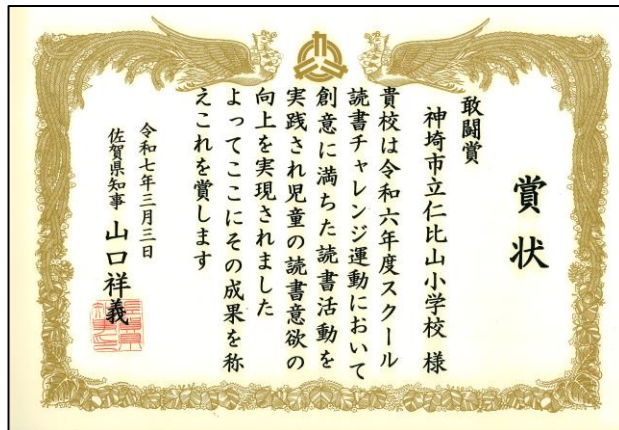 賞状
敢闘賞
神埼市立仁比山小学校 様
貴校は令和六年度スクール
読書チャレンジ運動において
創意に満ちた読書活動を
実践され児童の読書意欲の
向上を実現されました
よってここにその成果を称
えこれを賞します
令和七年三月三日
佐賀県知事 山口祥義